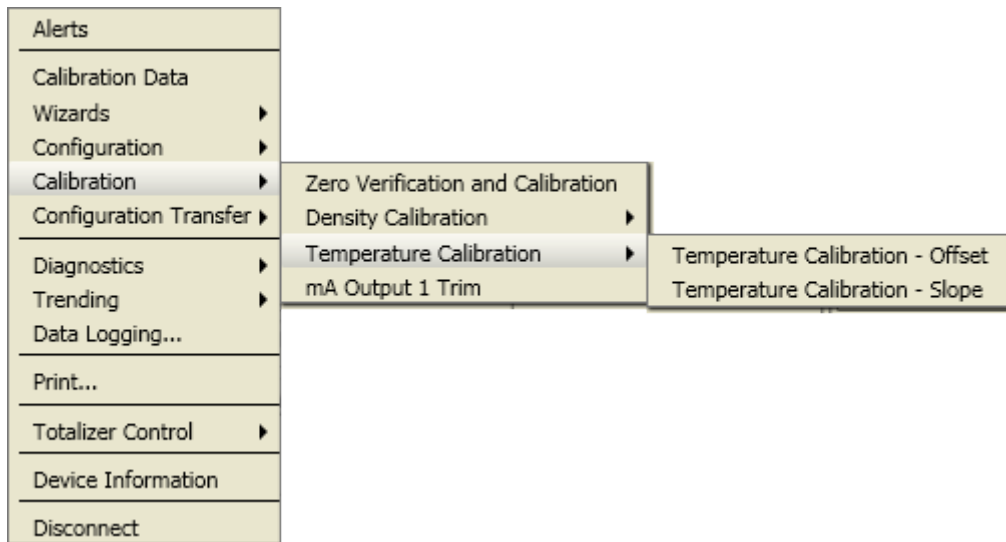 Alerts
Calibration Data
Wizards
Configuration
Calibration
Configuration Transfer
Diagnostics
Trending
Data Logging...
Print...
Totalizer Control
Device Information
Disconnect
Zero Verification and Calibration
Density Calibration
Temperature Calibration
mA Output 1 Trim
Temperature Calibration - Offset
Temperature Calibration - Slope